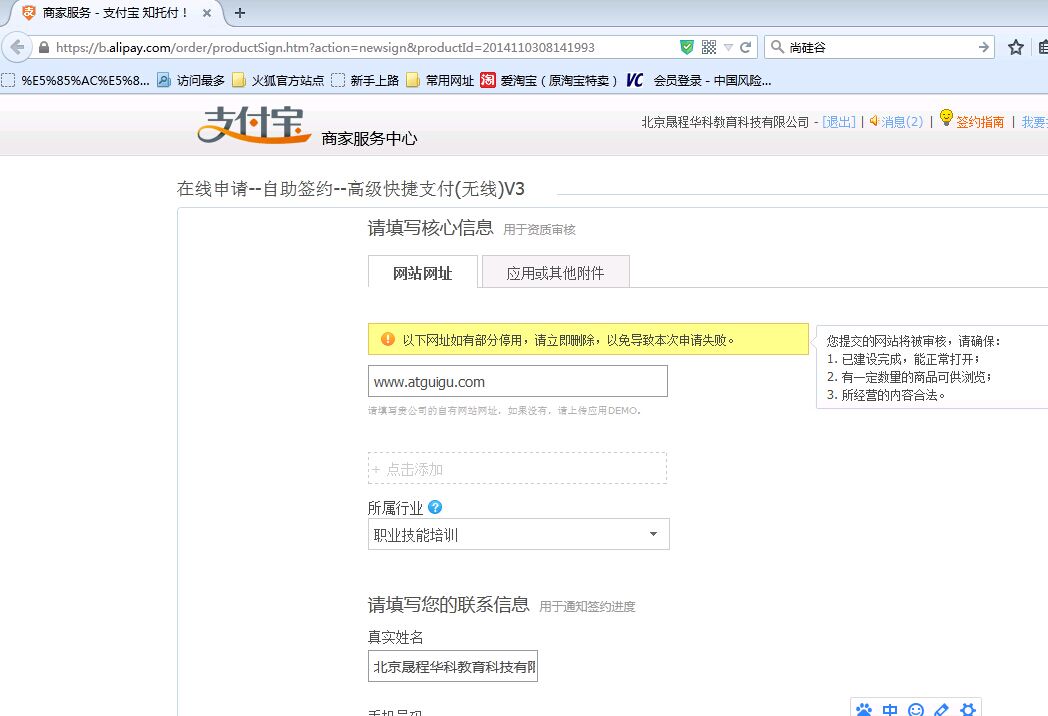 商家服务 - 支付宝 知托付！
https://b.alipay.com/order/productSign.htm?action=newsign&productId=2014110308141993
尚硅谷
%E5%85%AC%E5%8... 访问最多 火狐官方站点 新手上路 常用网址 淘 爱淘宝（原淘宝特卖） VC 会员登录 - 中国风险...
支付宝 商家服务中心
北京晟程华科教育科技有限公司 - [退出] | 消息(2) | 签约指南 | 我要
在线申请--自助签约--高级快捷支付(无线)V3
请填写核心信息 用于资质审核
网站网址 应用或其他附件
以下网址如有部分停用，请立即删除，以免导致本次申请失败。
您提交的网站将被审核，请确保：
1. 已建设完成，能正常打开；
2. 有一定数量的商品可供浏览；
3. 所经营的内容合法。
www.atguigu.com
请填写贵公司的自有网站网址，如果没有，请上传应用DEMO。
+ 点击添加
所属行业 ?
职业技能培训
请填写您的联系信息 用于通知签约进度
真实姓名
北京晟程华科教育科技有限
手机号码
中